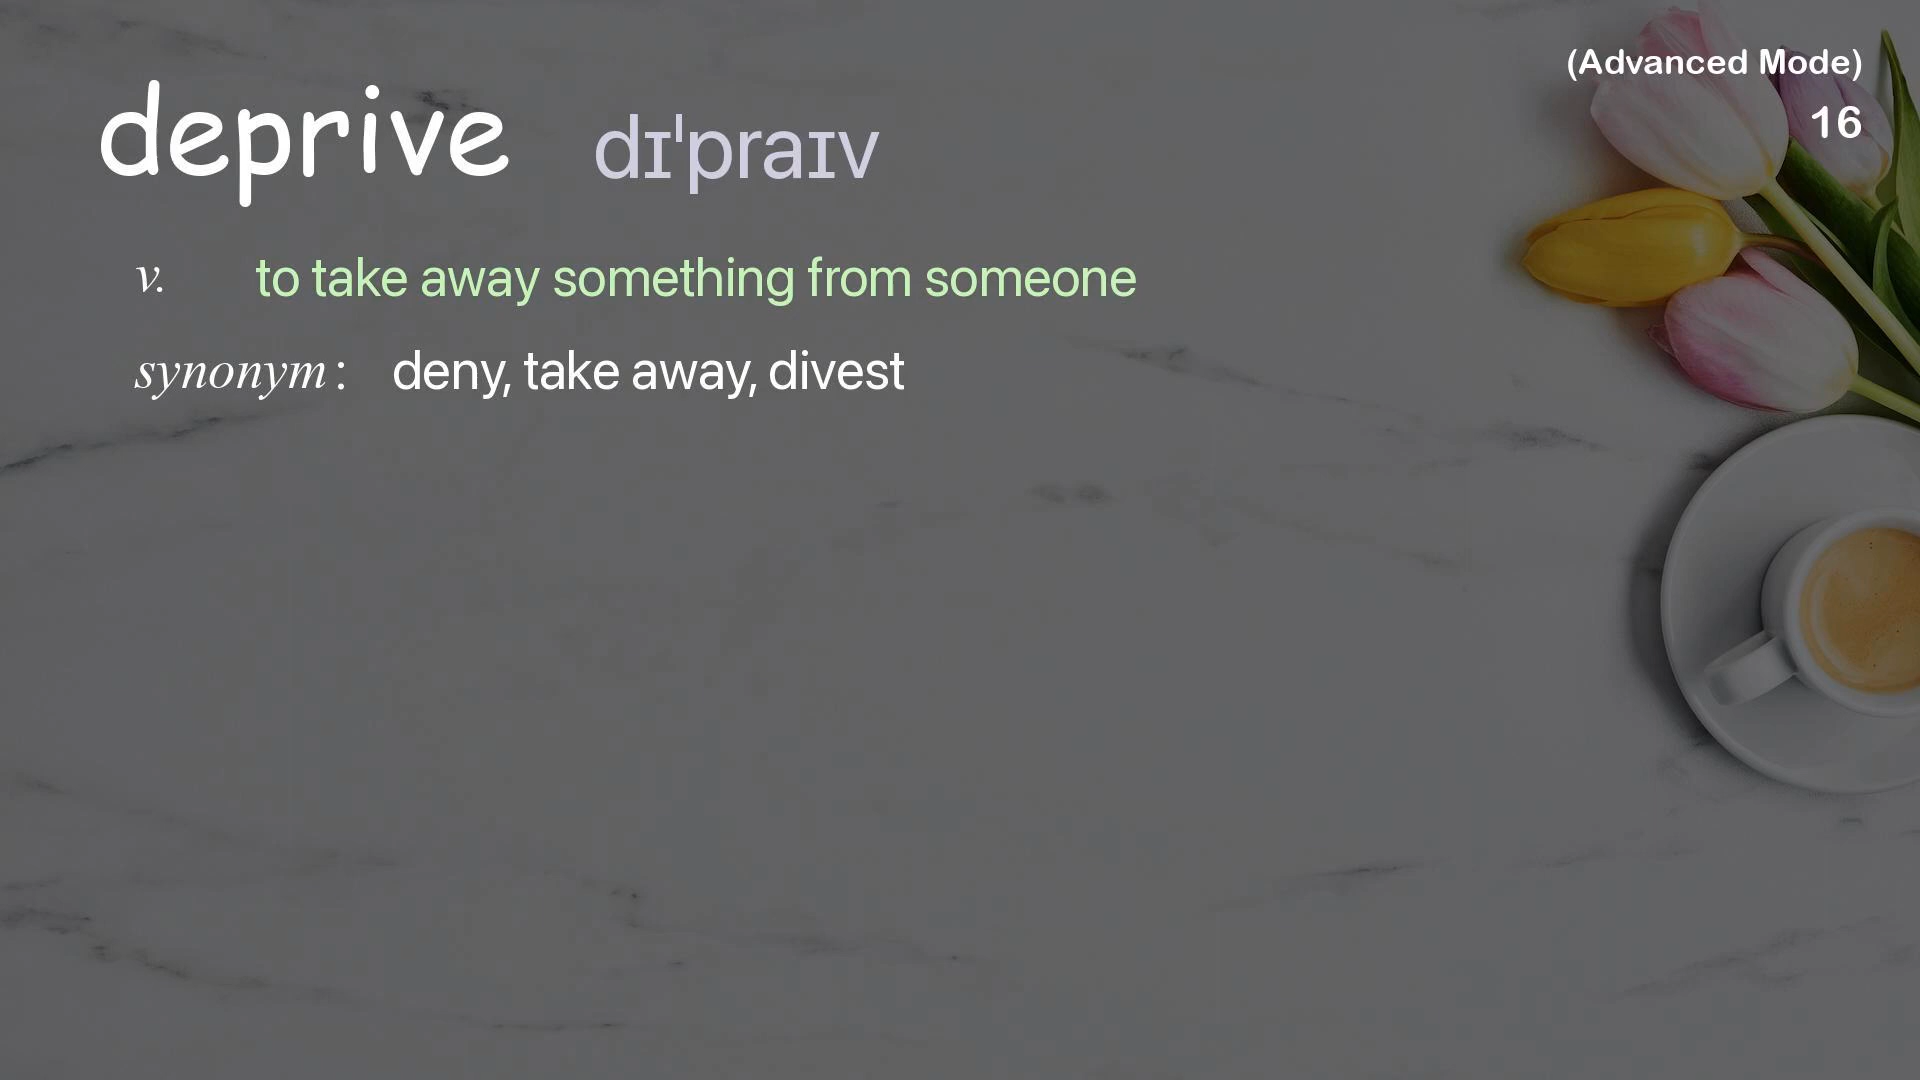 (Advanced Mode)
16
deprive dɪˈpraɪv
v. to take away something from someone
synonym : deny, take away, divest